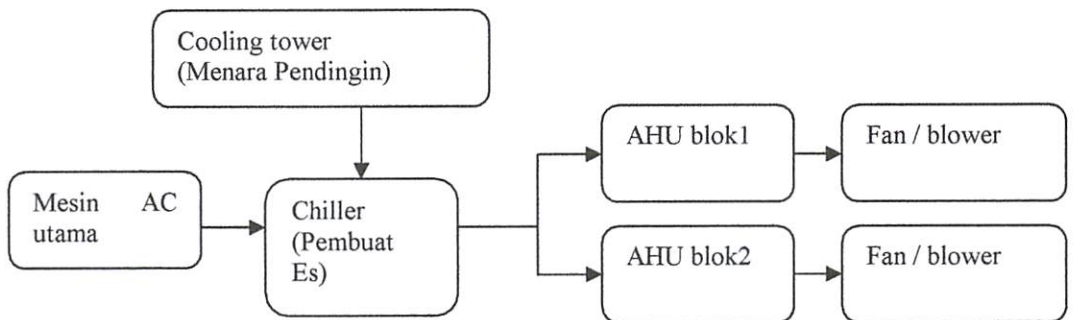 Cooling tower
(Menara Pendingin)
AHU blok1
Fan / blower
Mesin AC
utama
Chiller
(Pembuat
Es)
AHU blok2
Fan / blower